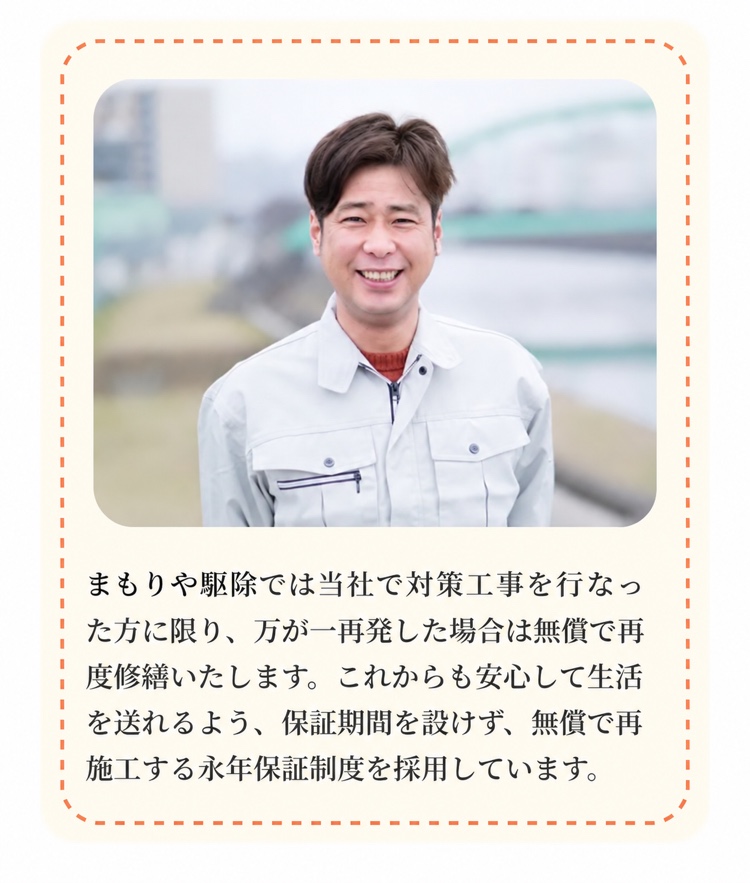 まもりや駆除では当社で対策工事を行なっ
た方に限り、万が一再発した場合は無償で再
度修繕いたします。これからも安心して生活
を送れるよう、保証期間を設けず、無償で再
施工する永年保証制度を採用しています。